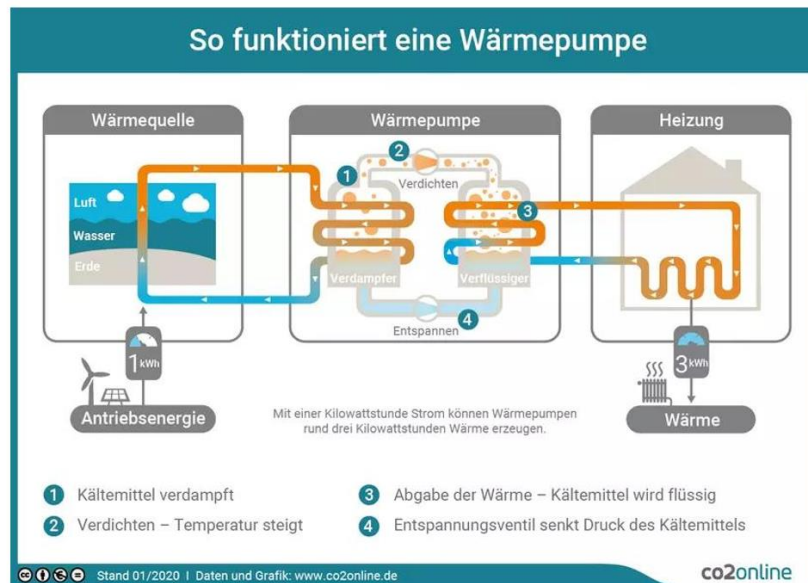 So funktioniert eine Wärmepumpe
Wärmequelle
Wärmepumpe
Heizung
Luft
Wasser
Erde
1
2
Verdichten
3
Verdampfer
Verflüssiger
4
Entspannen
1 kWh
Antriebsenergie
3 kWh
Wärme
Mit einer Kilowattstunde Strom können Wärmepumpen
rund drei Kilowattstunden Wärme erzeugen.
1 Kältemittel verdampft
2 Verdichten – Temperatur steigt
3 Abgabe der Wärme – Kältemittel wird flüssig
4 Entspannungsventil senkt Druck des Kältemittels
Stand 01/2020 I Daten und Grafik: www.co2online.de
co2online